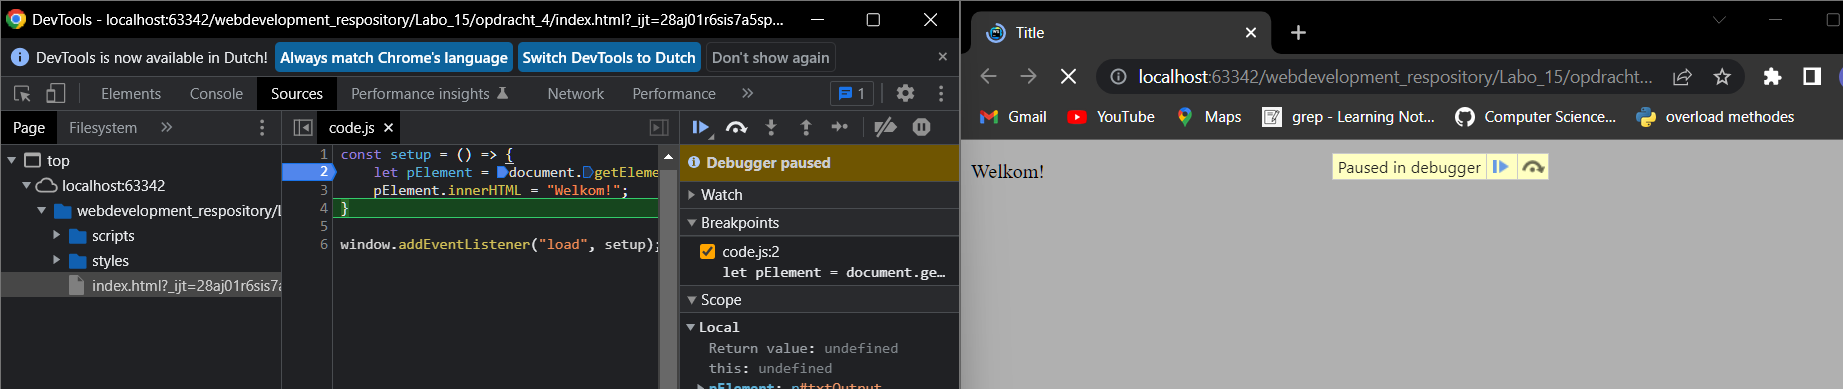 DevTools - localhost:63342/webdevelopment_respository/Labo_15/opdracht_4/index.html?_ijt=28aj01r6sis7a5sp...
DevTools is now available in Dutch! Always match Chrome's language Switch DevTools to Dutch Don't show again
Elements Console Sources Performance insights Network Performance 1
Page Filesystem
top
localhost:63342
webdevelopment_respository/L
scripts
styles
index.html?_ijt=28aj01r6sis7a
code.js
1 const setup = () => {
2 let pElement = document.getEleme
3 pElement.innerHTML = "Welkom!";
4 }
5
6 window.addEventListener("load", setup);
Debugger paused
Watch
Breakpoints
code.js:2
let pElement = document.ge...
Scope
Local
Return value: undefined
this: undefined
pElement: p#txtOutput
Title
localhost:63342/webdevelopment_respository/Labo_15/opdract...
Gmail YouTube Maps grep - Learning Not... Computer Science... overload methodes
Welkom!
Paused in debugger